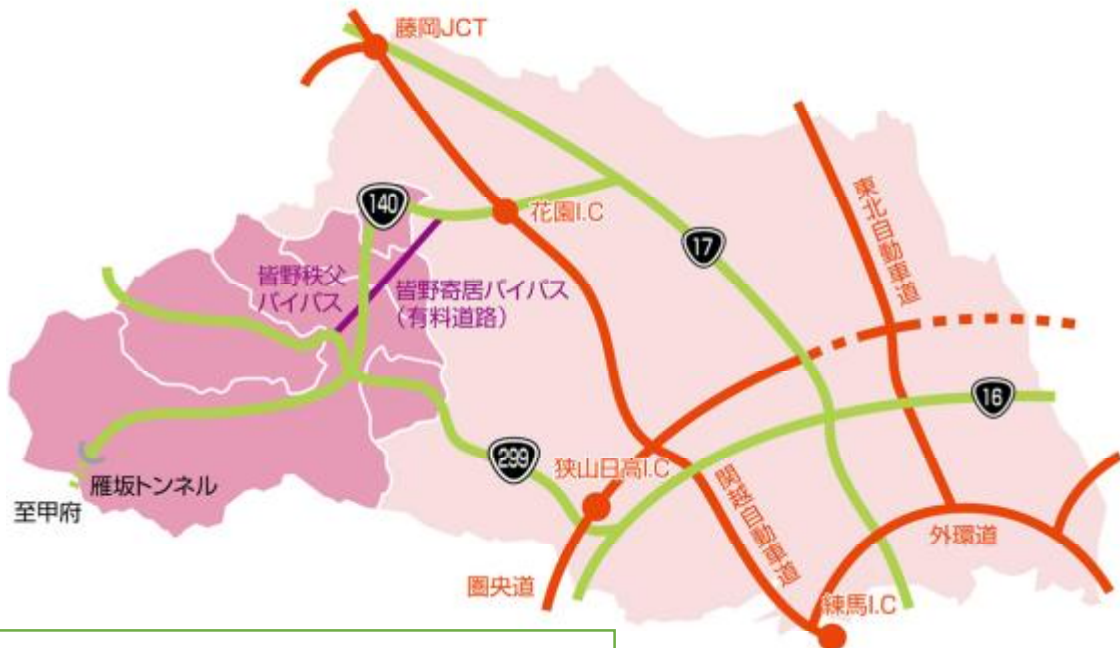 藤岡JCT
140
花園I.C
17
東北自動車道
皆野秩父
バイパス
皆野寄居バイパス
（有料道路）
16
299
狭山日高I.C
関越自動車道
雁坂トンネル
至甲府
外環道
圏央道
練馬I.C